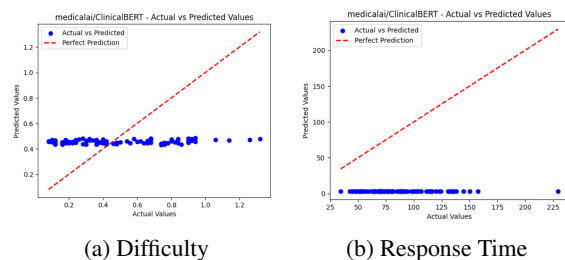 medicalai/ClinicalBERT - Actual vs Predicted Values
Actual vs Predicted
Perfect Prediction
Predicted Values
1.2
1.0
0.8
0.6
0.4
0.2
0.2 0.4 0.6 0.8 1.0 1.2
Actual Values
(a) Difficulty
medicalai/ClinicalBERT - Actual vs Predicted Values
Actual vs Predicted
Perfect Prediction
Predicted Values
200
150
100
50
0
25 50 75 100 125 150 175 200 225
Actual Values
(b) Response Time